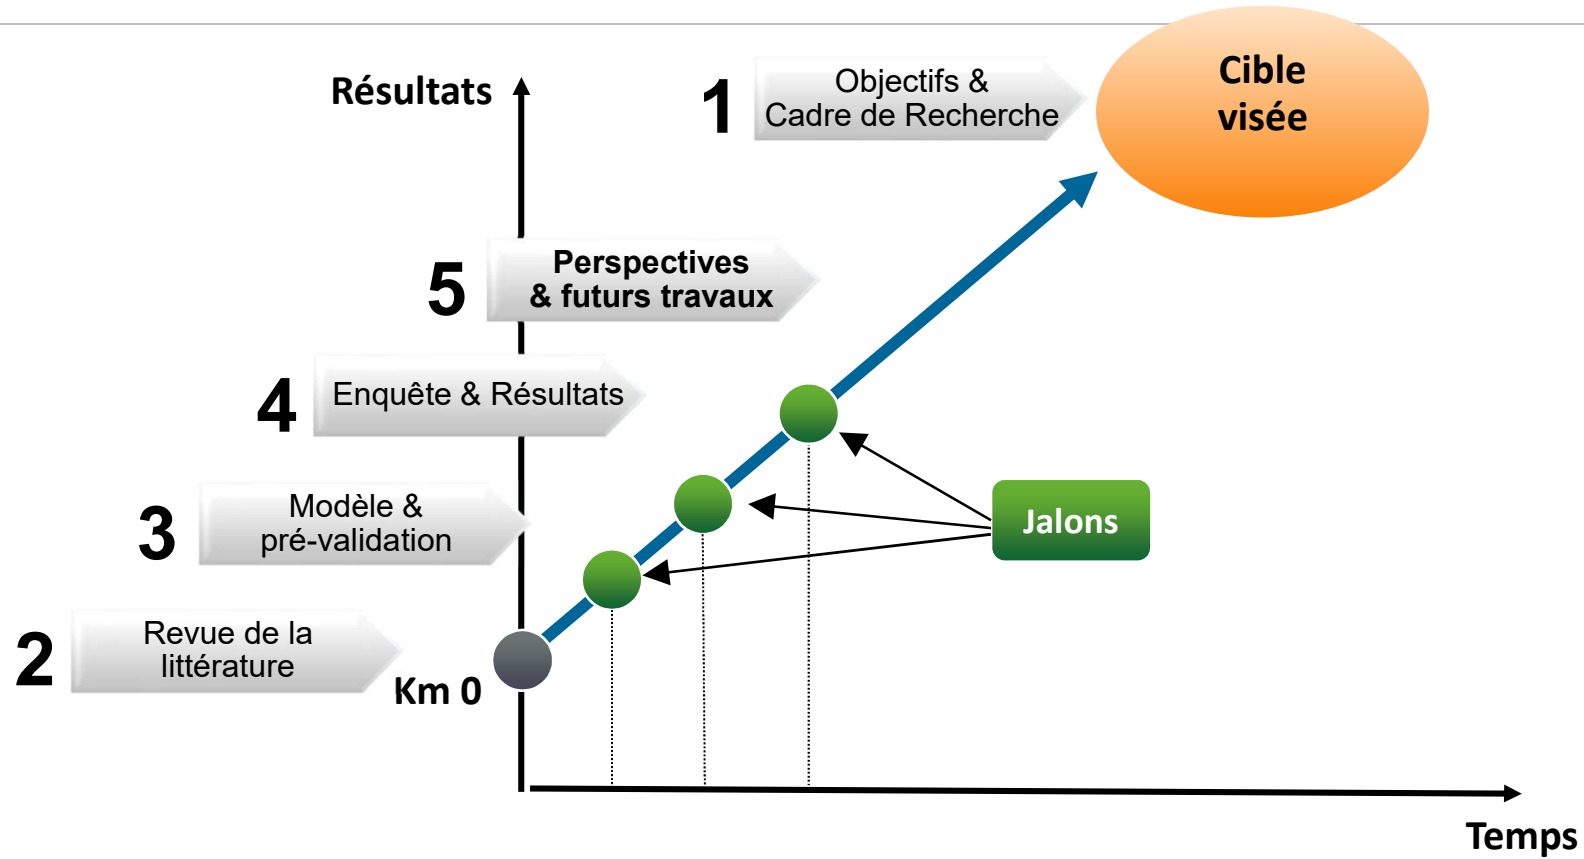 Résultats
1
Objectifs &
Cadre de Recherche
Cible
visée
5
Perspectives
& futurs travaux
4
Enquête & Résultats
3
Modèle &
pré-validation
Jalons
2
Revue de la
littérature
Km 0
Temps